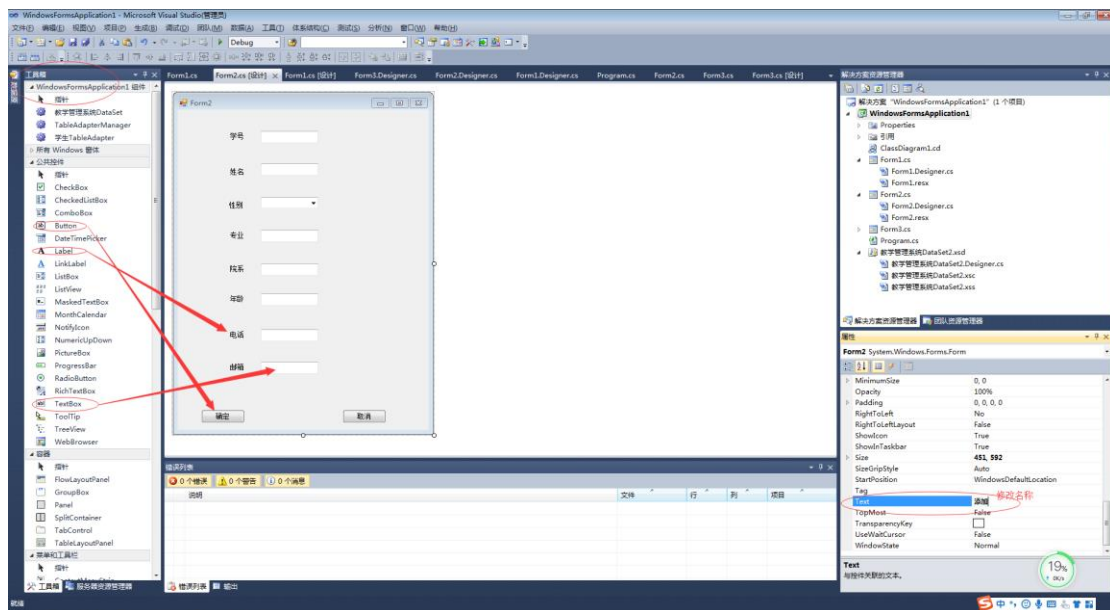 WindowsFormsApplication1 - Microsoft Visual Studio(管理员)
文件(F) 编辑(E) 视图(V) 项目(P) 生成(B) 调试(D) 团队(M) 数据(A) 工具(T) 体系结构(C) 测试(S) 分析(N) 窗口(W) 帮助(H)
Debug
工具箱
WindowsFormsApplication1 组件
指针
教学管理系统DataSet
TableAdapterManager
学生TableAdapter
所有 Windows 窗体
公共控件
指针
CheckBox
CheckedListBox
ComboBox
Button
DateTimePicker
Label
LinkLabel
ListBox
ListView
MaskedTextBox
MonthCalendar
NotifyIcon
NumericUpDown
PictureBox
ProgressBar
RadioButton
RichTextBox
TextBox
ToolTip
TreeView
WebBrowser
容器
指针
FlowLayoutPanel
GroupBox
Panel
SplitContainer
TabControl
TableLayoutPanel
菜单和工具栏
指针
ContextMenuStrip
工具箱 服务器资源管理器
Form1.cs Form2.cs [设计] Form1.cs [设计] Form3.Designer.cs Form2.Designer.cs Form1.Designer.cs Program.cs Form2.cs Form3.cs Form3.cs [设计]
Form2
学号
姓名
性别
专业
院系
年龄
电话
邮箱
确定 取消
错误列表
0 个错误 0 个警告 0 个消息
说明 文件 行 列 项目
错误列表 输出
解决方案资源管理器
解决方案 "WindowsFormsApplication1" (1 个项目)
WindowsFormsApplication1
Properties
引用
ClassDiagram1.cd
Form1.cs
Form1.Designer.cs
Form1.resx
Form2.cs
Form2.Designer.cs
Form2.resx
Form3.cs
Program.cs
教学管理系统DataSet2.xsd
教学管理系统DataSet2.Designer.cs
教学管理系统DataSet2.xsc
教学管理系统DataSet2.xss
解决方案资源管理器 团队资源管理器
属性
Form2 System.Windows.Forms.Form
MinimumSize 0, 0
Opacity 100%
Padding 0, 0, 0, 0
RightToLeft No
RightToLeftLayout False
ShowIcon True
ShowInTaskbar True
Size 451, 592
SizeGripStyle Auto
StartPosition WindowsDefaultLocation
Tag
Text 添加 修改名称
TopMost False
TransparencyKey
UseWaitCursor False
WindowState Normal
Text
与控件关联的文本。
19%
0K/s
就绪
中